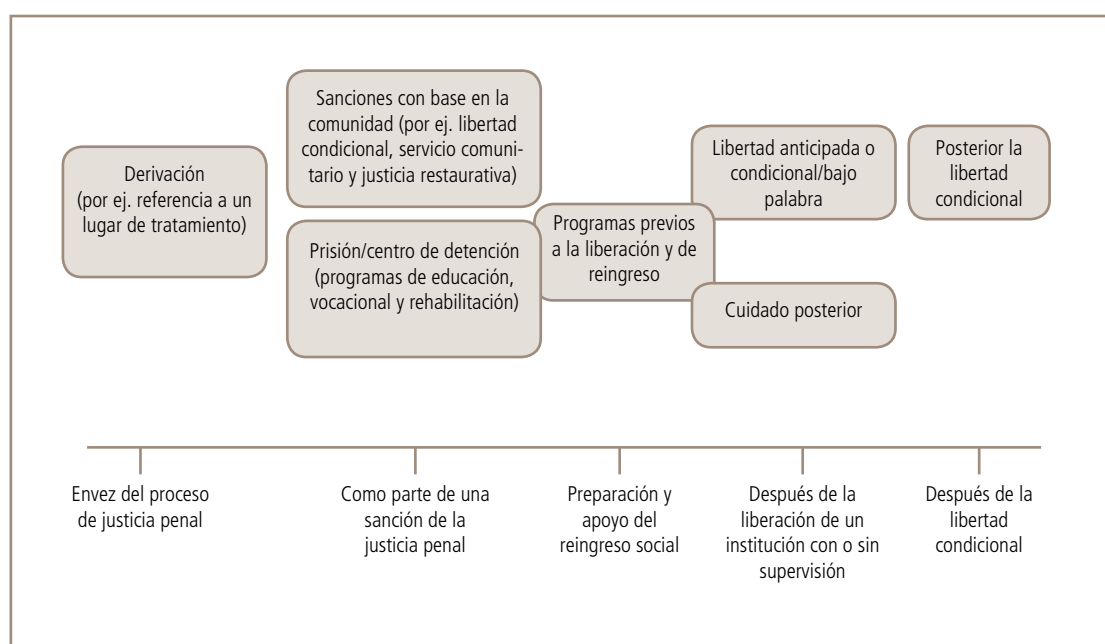 Derivación
(por ej. referencia a un
lugar de tratamiento)
Sanciones con base en la
comunidad (por ej. libertad
condicional, servicio comuni-
tario y justicia restaurativa)
Prisión/centro de detención
(programas de educación,
vocacional y rehabilitación)
Programas previos
a la liberación y de
reingreso
Libertad anticipada o
condicional/bajo
palabra
Cuidado posterior
Posterior la
libertad
condicional
Envez del proceso
de justicia penal
Como parte de una
sanción de la
justicia penal
Preparación y
apoyo del
reingreso social
Después de la
liberación de un
institución con o sin
supervisión
Después de la
libertad
condicional